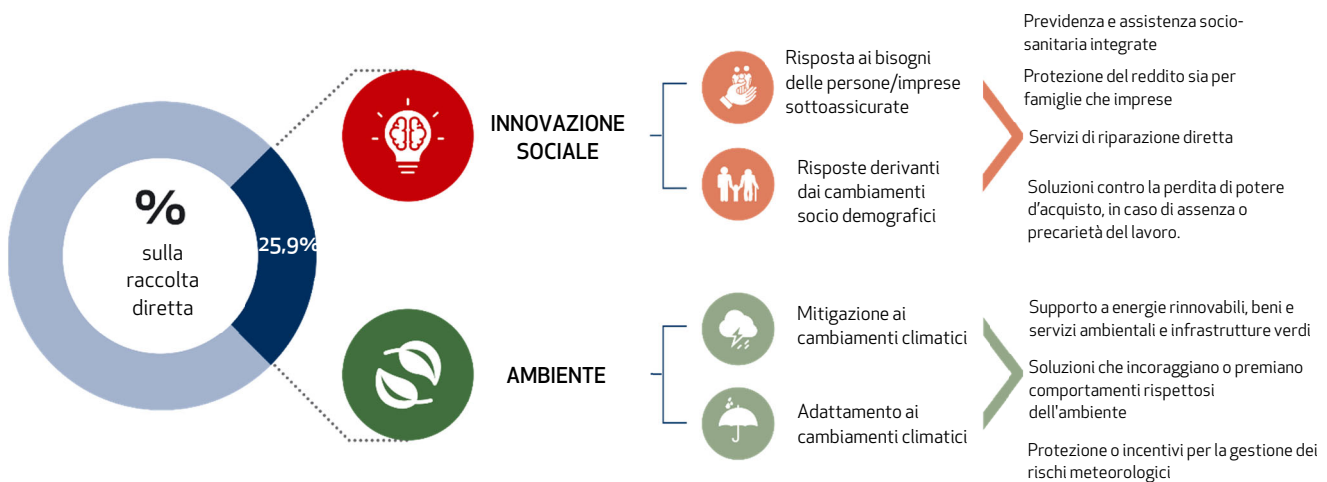 %
sulla
raccolta
diretta
25,9%
INNOVAZIONE
SOCIALE
Risposta ai bisogni
delle persone/imprese
sottoassicurate
Risposte derivanti
dai cambiamenti
socio demografici
Previdenza e assistenza socio-
sanitaria integrate
Protezione del reddito sia per
famiglie che imprese
Servizi di riparazione diretta
Soluzioni contro la perdita di potere
d'acquisto, in caso di assenza o
precarietà del lavoro.
AMBIENTE
Mitigazione ai
cambiamenti climatici
Adattamento ai
cambiamenti climatici
Supporto a energie rinnovabili, beni e
servizi ambientali e infrastrutture verdi
Soluzioni che incoraggiano o premiano
comportamenti rispettosi
dell'ambiente
Protezione o incentivi per la gestione dei
rischi meteorologici